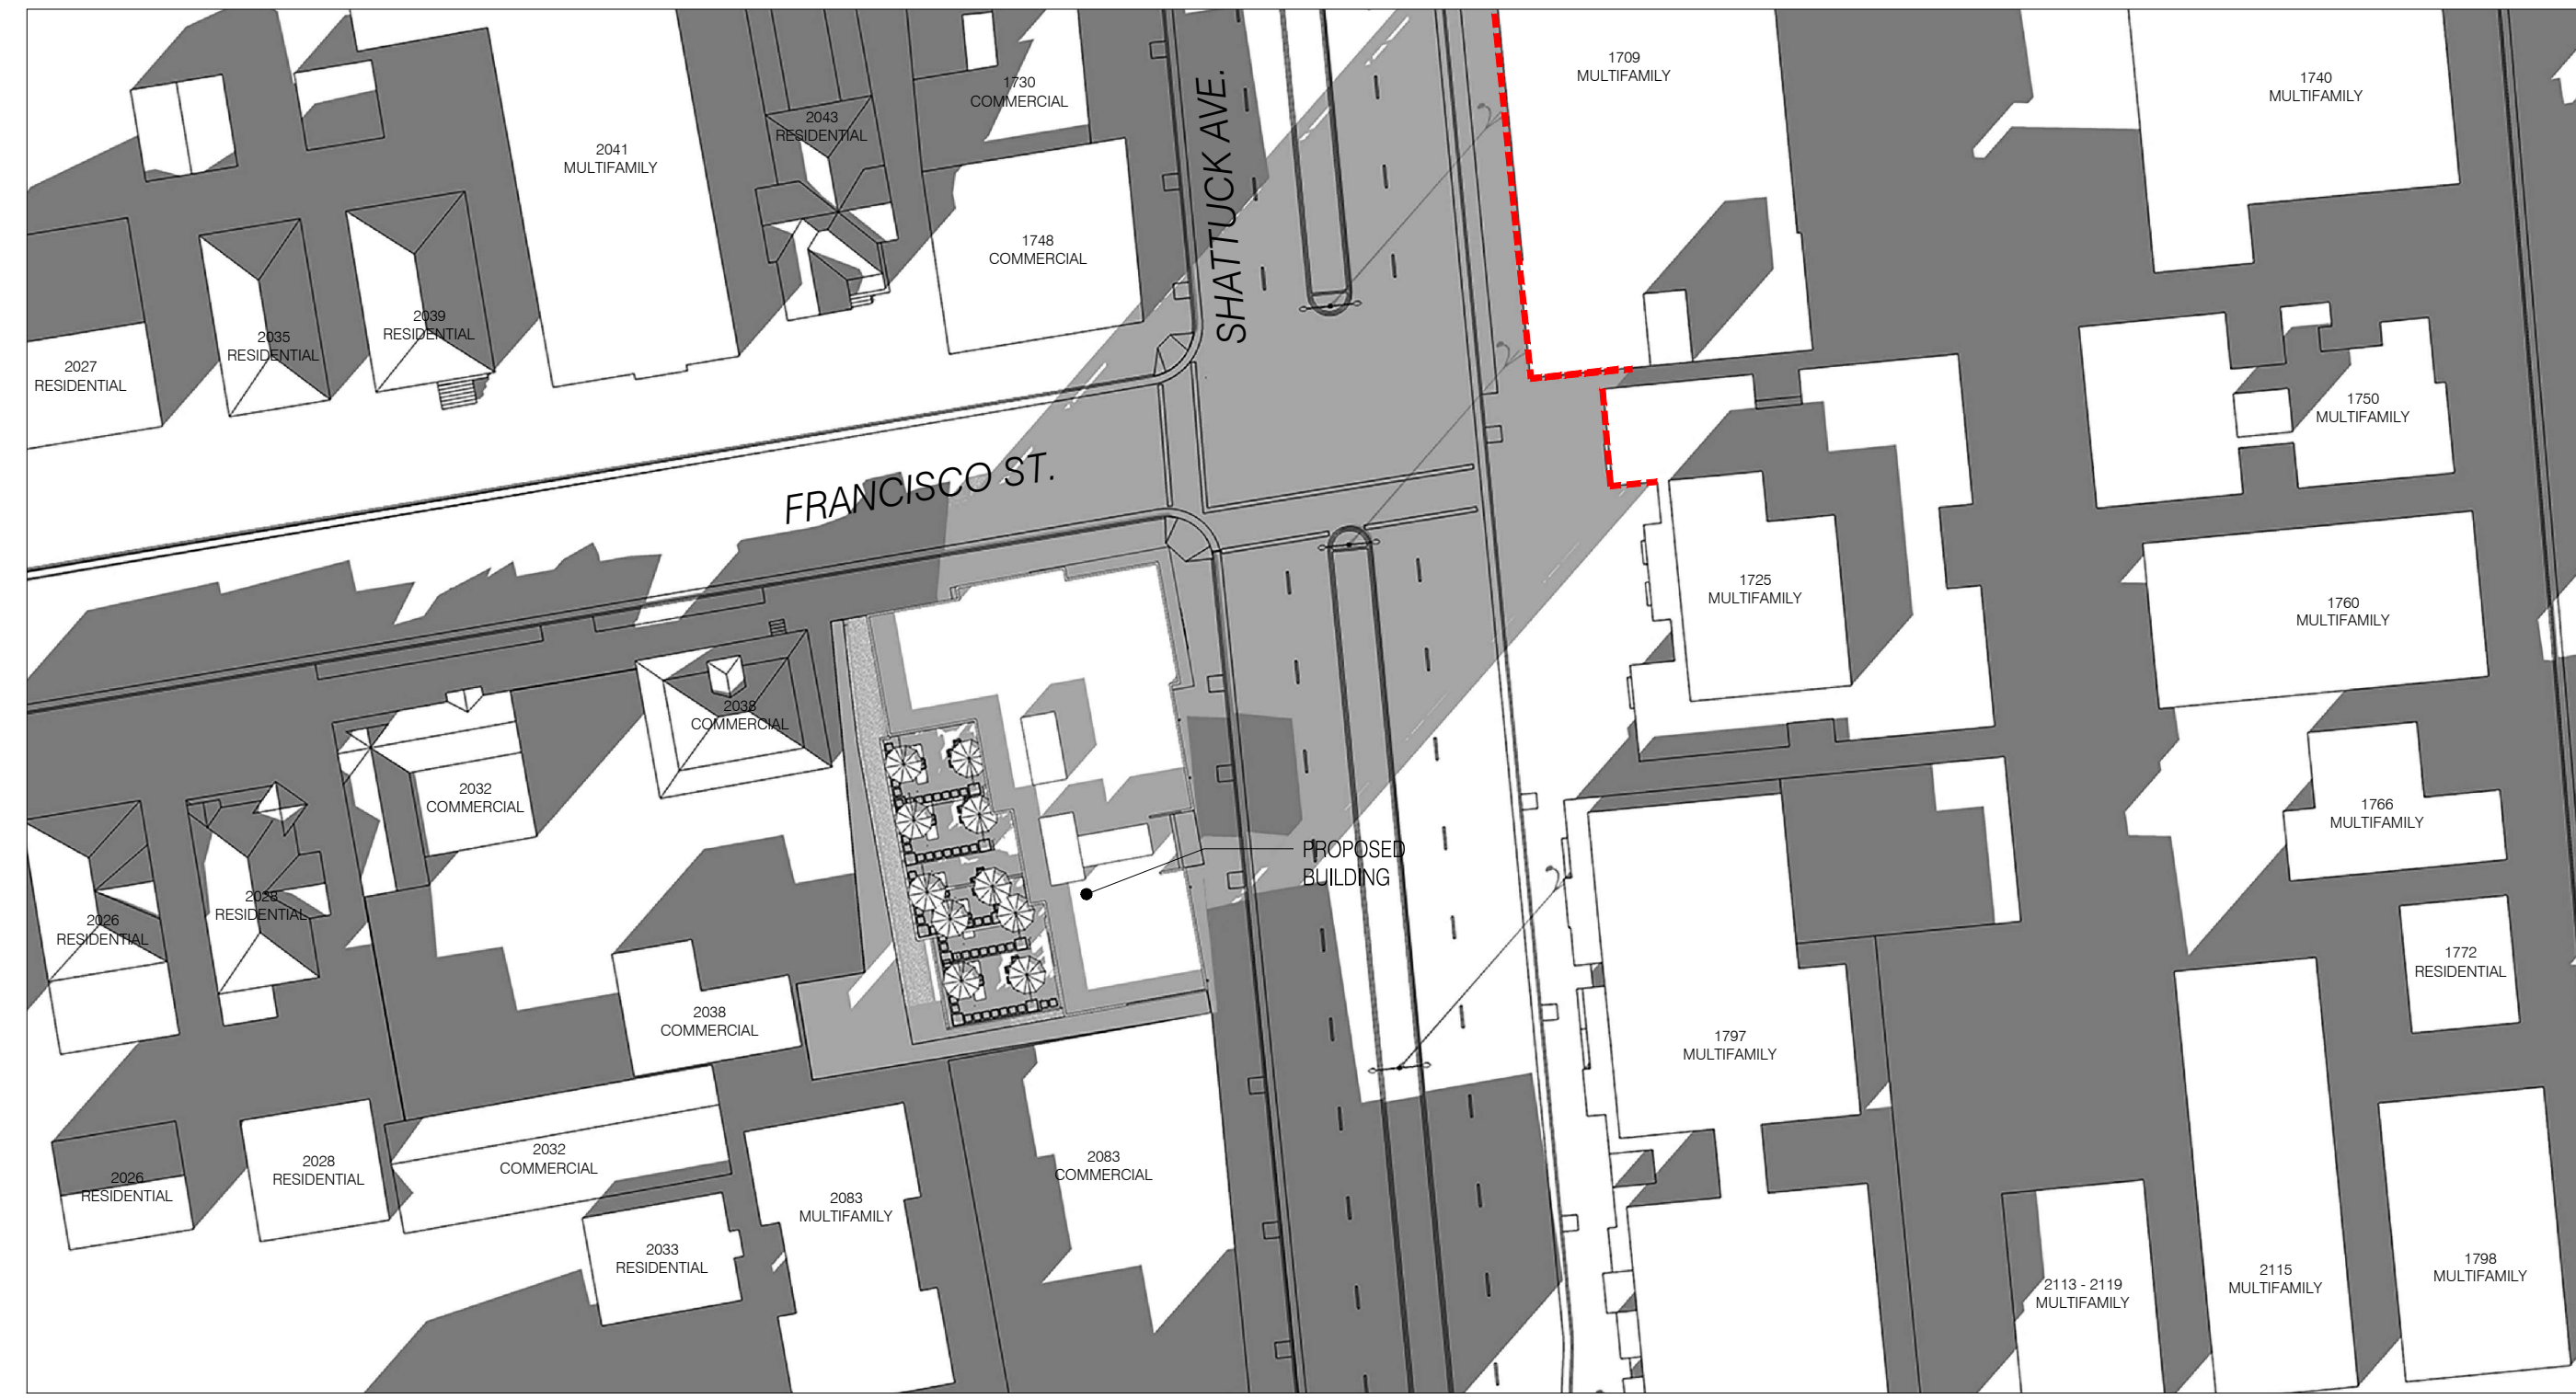 1709
MULTIFAMILY
1740
MULTIFAMILY
1730
COMMERCIAL
2043
RESIDENTIAL
2041
MULTIFAMILY
SHATTUCK AVE.
1748
COMMERCIAL
2039
RESIDENTIAL
2035
RESIDENTIAL
2027
RESIDENTIAL
1750
MULTIFAMILY
FRANCISCO ST.
1725
MULTIFAMILY
1760
MULTIFAMILY
2038
COMMERCIAL
2032
COMMERCIAL
1766
MULTIFAMILY
PROPOSED
BUILDING
2028
RESIDENTIAL
2026
RESIDENTIAL
1772
RESIDENTIAL
2038
COMMERCIAL
1797
MULTIFAMILY
2032
COMMERCIAL
2083
COMMERCIAL
2028
RESIDENTIAL
2026
RESIDENTIAL
2083
MULTIFAMILY
2033
RESIDENTIAL
2113 - 2119
MULTIFAMILY
2115
MULTIFAMILY
1798
MULTIFAMILY